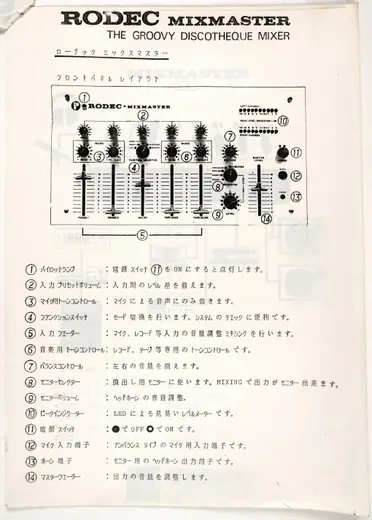 RODEC MIXMASTER
THE GROOVY DISCOTHEQUE MIXER
ローデック ミックスマスター
フロントパネル レイアウト
RODEC-MIXMASTER
① パイロットランプ : 電源スイッチ⑪をONにすると点灯します。
② 入力プリセットボリューム : 入力間のレベル差を揃えます。
③ マイク用トーンコントロール : マイクによる音声にのみ効きます。
④ ファンクションスイッチ : モード切換を行います。システムのチェックに便利です。
⑤ 入力フェーダー : マイク、レコード等入力の音量調整ミキシングを行います。
⑥ 音楽用トーンコントロール : レコード、テープ等専用のトーンコントロールです。
⑦ バランスコントロール : 左右の音量を揃えます。
⑧ モニターセレクター : 頭出し用モニターに使います。MIXINGで出力がモニター出来ます。
⑨ モニターボリューム : ヘッドホーンの音量調整。
⑩ ピークインジケーター : LEDによる見易いレベルメーターです。
⑪ 電源スイッチ : ●でOFF ○でONです。
⑫ マイク入力端子 : アンバランスタイプのマイク用入力端子です。
⑬ ホーン端子 : モニター用のヘッドホーン出力端子です。
⑭ マスターフェーダー : 出力の音量を調整します。